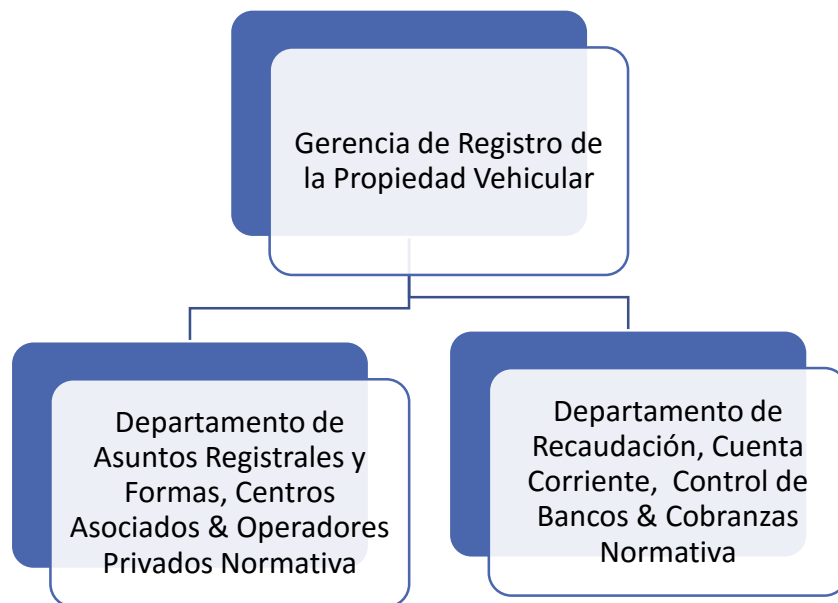 Gerencia de Registro de
la Propiedad Vehicular
Departamento de
Asuntos Registrales y
Formas, Centros
Asociados & Operadores
Privados Normativa
Departamento de
Recaudación, Cuenta
Corriente, Control de
Bancos & Cobranzas
Normativa